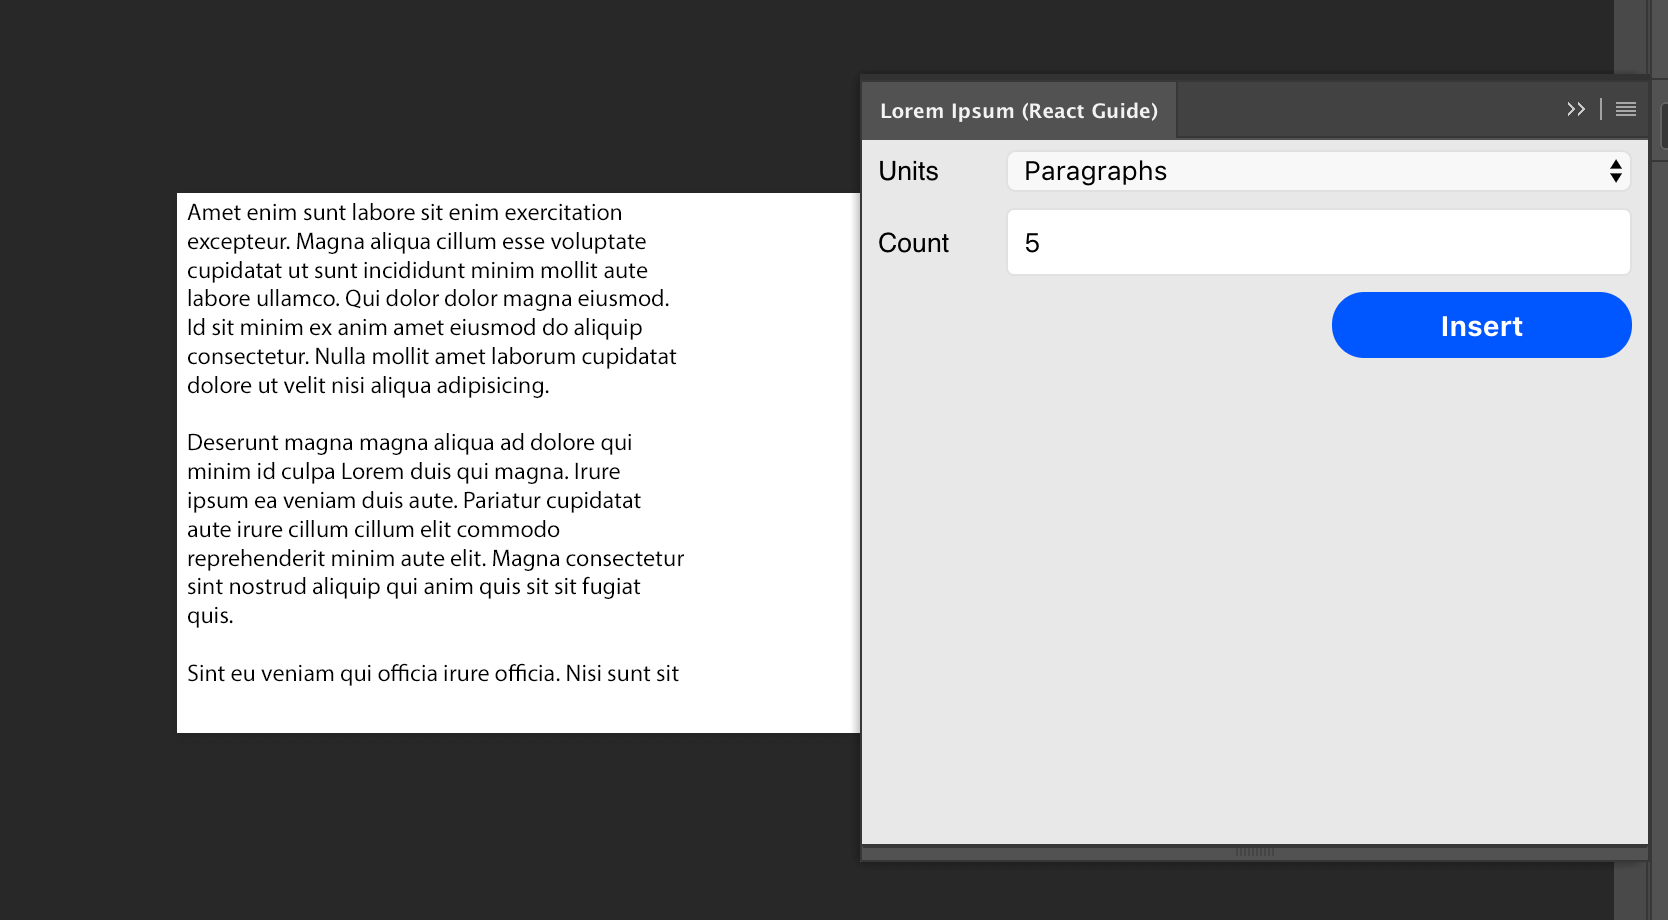 Lorem Ipsum (React Guide)
Units
Paragraphs
Count
5
Insert
Amet enim sunt labore sit enim exercitation
excepteur. Magna aliqua cillum esse voluptate
cupidatat ut sunt incididunt minim mollit aute
labore ullamco. Qui dolor dolor magna eiusmod.
Id sit minim ex anim amet eiusmod do aliquip
consectetur. Nulla mollit amet laborum cupidatat
dolore ut velit nisi aliqua adipisicing.
Deserunt magna magna aliqua ad dolore qui
minim id culpa Lorem duis qui magna. Irure
ipsum ea veniam duis aute. Pariatur cupidatat
aute irure cillum cillum elit commodo
reprehenderit minim aute elit. Magna consectetur
sint nostrud aliquip qui anim quis sit sit fugiat
quis.
Sint eu veniam qui officia irure officia. Nisi sunt sit